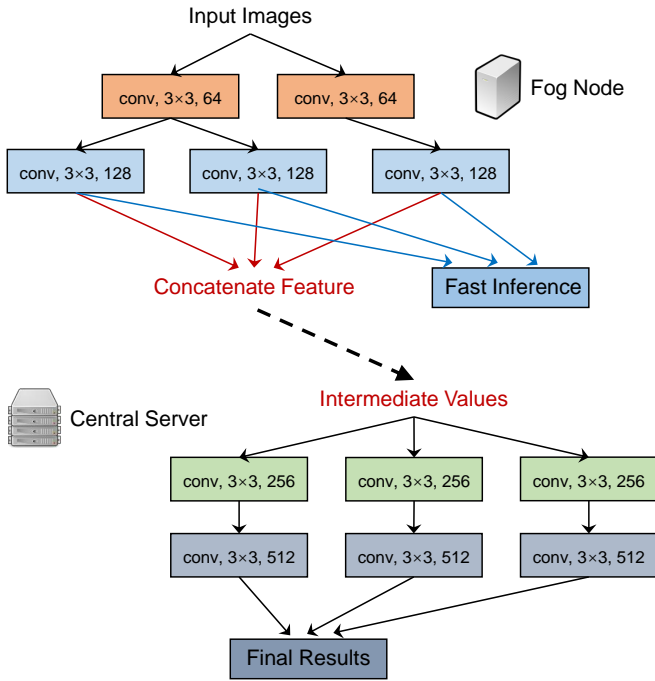 Input Images
conv, 3×3, 64
conv, 3×3, 64
Fog Node
conv, 3×3, 128
conv, 3×3, 128
conv, 3×3, 128
Concatenate Feature
Fast Inference
Intermediate Values
Central Server
conv, 3×3, 256
conv, 3×3, 256
conv, 3×3, 256
conv, 3×3, 512
conv, 3×3, 512
conv, 3×3, 512
Final Results